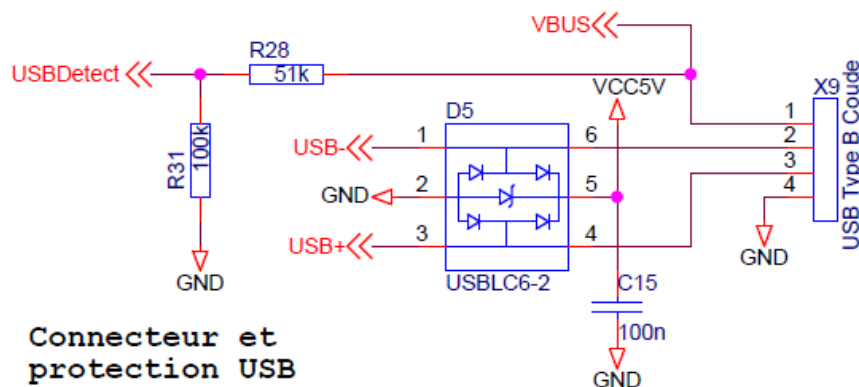 VBUS
R28
USBDetect
51k
VCC5V
X9
D5
1
R31
100k
USB-
1
6
2
3
GND
2
5
4
USB Type B Coude
USB+
3
4
GND
GND
USBLC6-2
C15
100n
Connecteur et
protection USB
GND